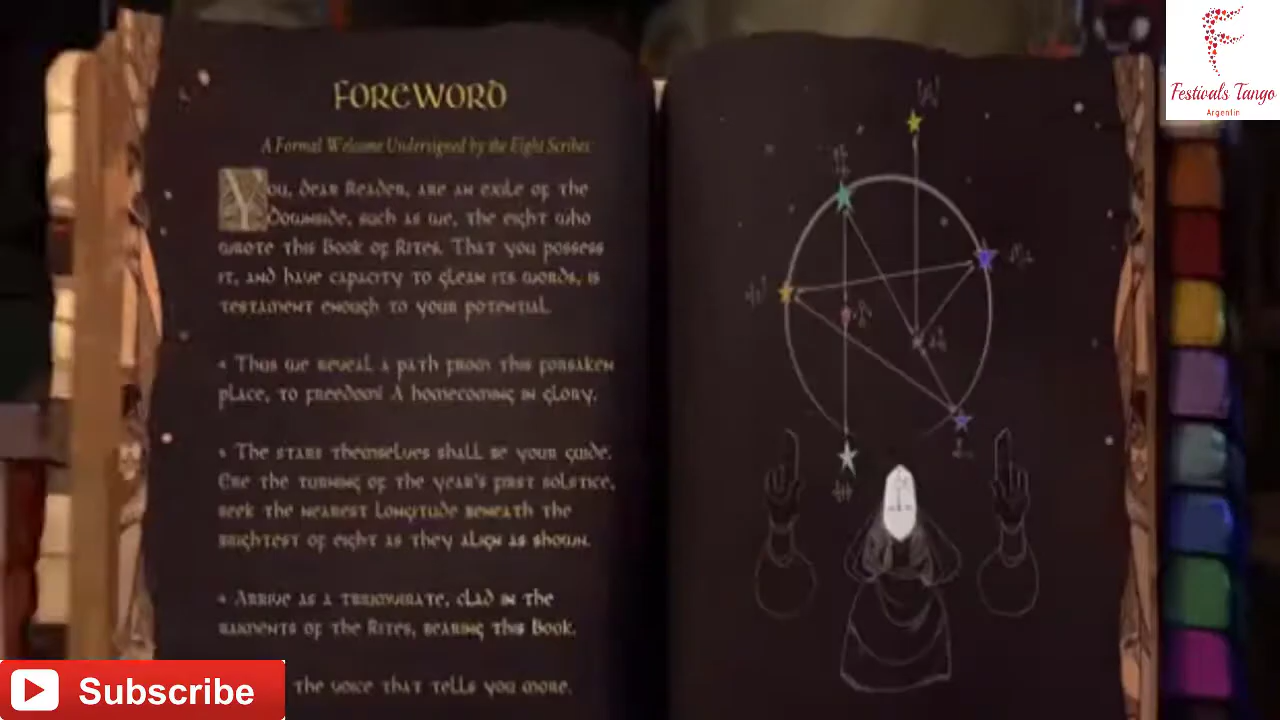 FOREWORD
A Formal Welcome Undersigned by the Eight Scribes
You, dear Reader, are an exile of the
Downside, such as we, the eight who
wrote this Book of Rites. That you possess
it, and have capacity to glean its words, is
testament enough to your potential.
• Thus we reveal a path from this forsaken
place, to freedom! A homecoming in glory.
• The stars themselves shall be your guide.
Ere the turning of the year's first solstice,
seek the nearest Longitude beneath the
brightest of eight as they align as shown.
• Arrive as a triumvirate, clad in the
raiments of the Rites, bearing this Book.
the voice that tells you more.
F
Festivals Tango
Argentin
Subscribe